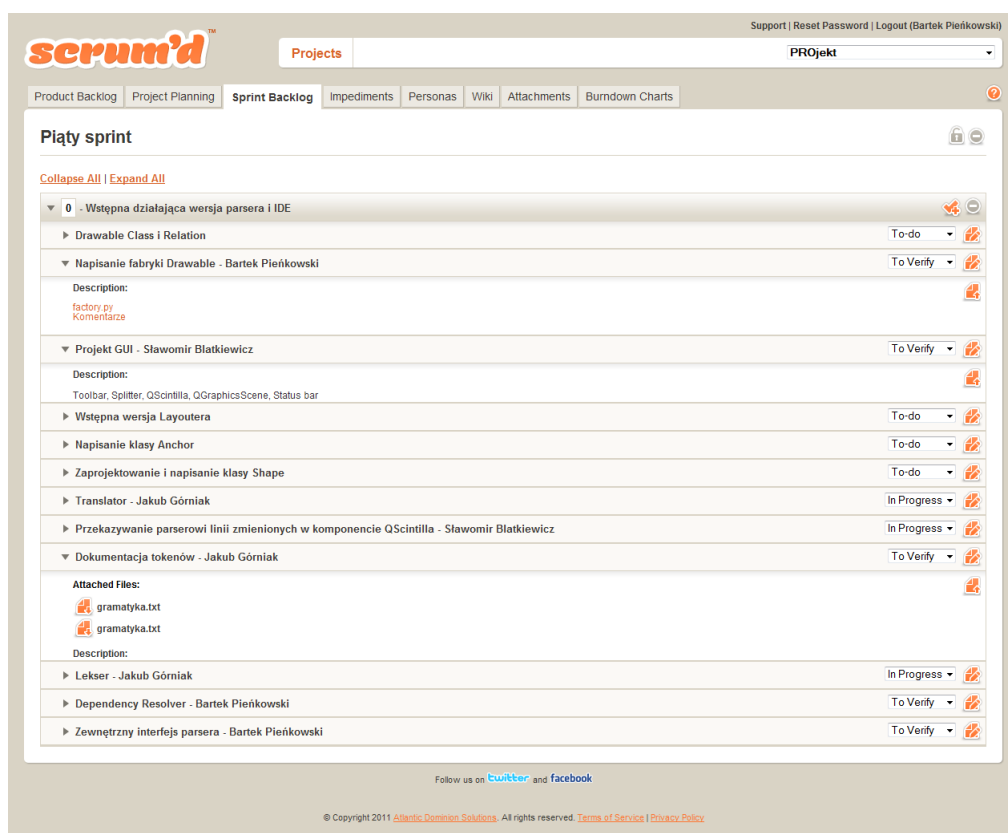 Support | Reset Password | Logout (Bartek Pieńkowski)
scrum'd™
Projects
PROjekt
Product Backlog Project Planning Sprint Backlog Impediments Personas Wiki Attachments Burndown Charts ?
Piąty sprint
Collapse All | Expand All
0 - Wstępna działająca wersja parsera i IDE
Drawable Class i Relation To-do
Napisanie fabryki Drawable - Bartek Pieńkowski To Verify
Description:
factory.py
Komentarze
Projekt GUI - Sławomir Blatkiewicz To Verify
Description:
Toolbar, Splitter, QScintilla, QGraphicsScene, Status bar
Wstępna wersja Layoutera To-do
Napisanie klasy Anchor To-do
Zaprojektowanie i napisanie klasy Shape To-do
Translator - Jakub Górniak In Progress
Przekazywanie parserowi linii zmienionych w komponencie QScintilla - Sławomir Blatkiewicz In Progress
Dokumentacja tokenów - Jakub Górniak To Verify
Attached Files:
gramatyka.txt
gramatyka.txt
Description:
Lekser - Jakub Górniak In Progress
Dependency Resolver - Bartek Pieńkowski To Verify
Zewnętrzny interfejs parsera - Bartek Pieńkowski To Verify
Follow us on twitter and facebook
© Copyright 2011 Atlantic Dominion Solutions. All rights reserved. Terms of Service | Privacy Policy